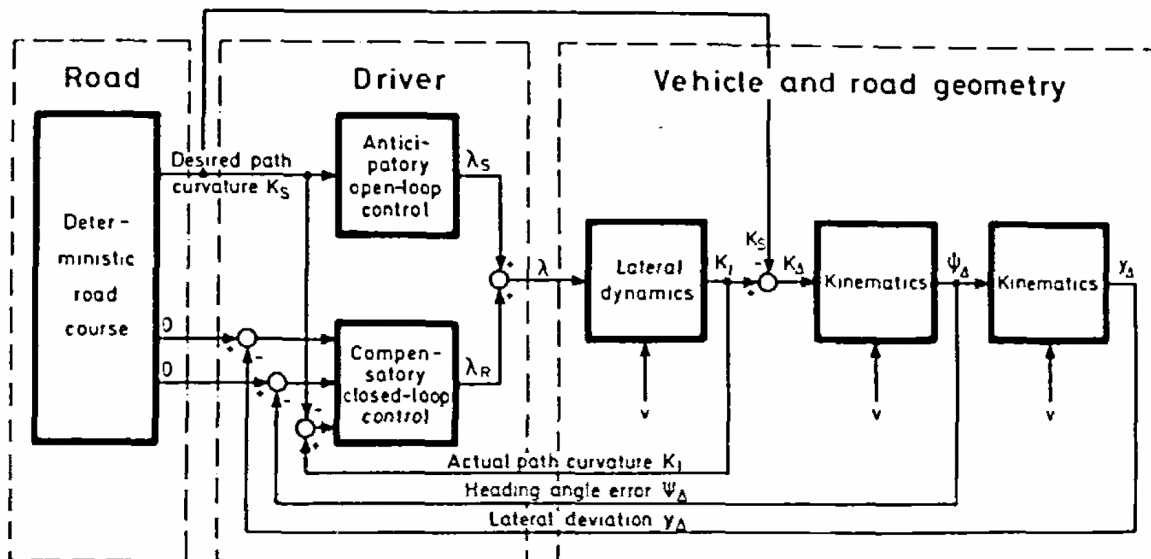 Road
Driver
Vehicle and road geometry
Desired path
curvature K_S
Deter-
ministic
road
course
Antici-
patory
open-loop
control
λ_S
+
+
λ
Lateral
dynamics
K_I
K_S
-
+
K_Δ
Kinematics
ψ_Δ
Kinematics
y_Δ
0
+
-
0
+
-
Compen-
satory
closed-loop
control
λ_R
-
+
v
v
v
Actual path curvature K_I
Heading angle error Ψ_Δ
Lateral deviation y_Δ